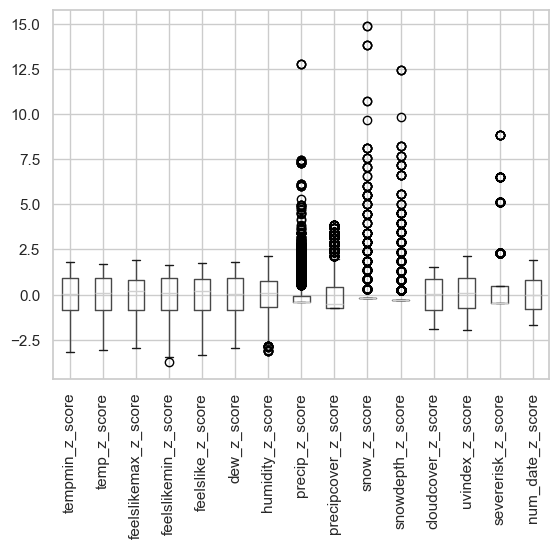 15.0
12.5
10.0
7.5
5.0
2.5
0.0
−2.5
tempmin_z_score
temp_z_score
feelslikemax_z_score
feelslikemin_z_score
feelslike_z_score
dew_z_score
humidity_z_score
precip_z_score
precipcover_z_score
snow_z_score
snowdepth_z_score
cloudcover_z_score
uvindex_z_score
severerisk_z_score
num_date_z_score